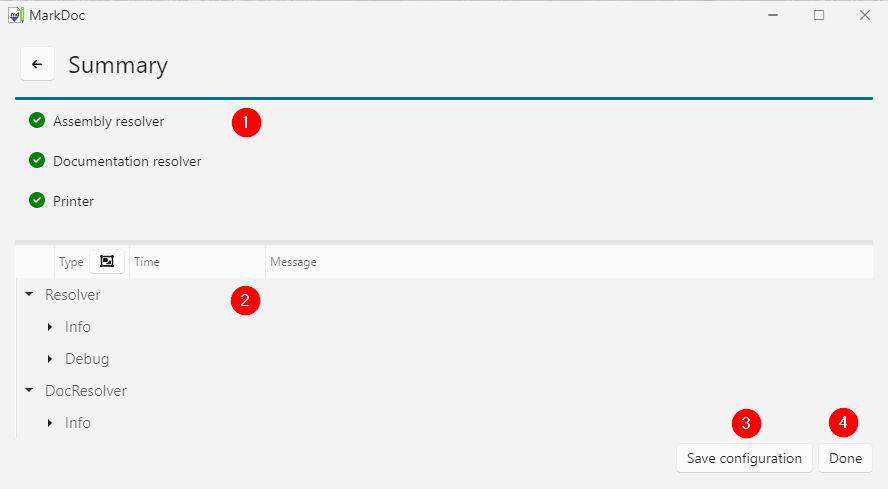 MarkDoc
Summary
Assembly resolver 1
Documentation resolver
Printer
Type Time Message
Resolver 2
Info
Debug
DocResolver
Info
3 4
Save configuration Done